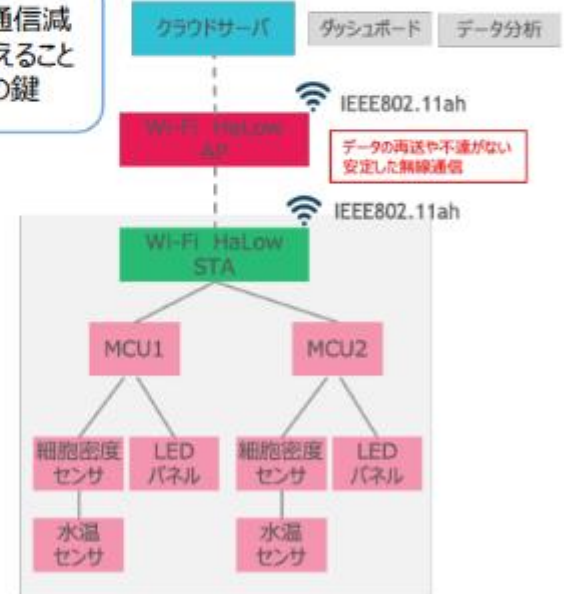 通信減
えること
の鍵
クラウドサーバ
ダッシュボード
データ分析
IEEE802.11ah
Wi-Fi HaLow
AP
データの再送や不達がない
安定した無線通信
IEEE802.11ah
Wi-Fi HaLow
STA
MCU1
MCU2
細胞密度
センサ
LED
パネル
細胞密度
センサ
LED
パネル
水温
センサ
水温
センサ